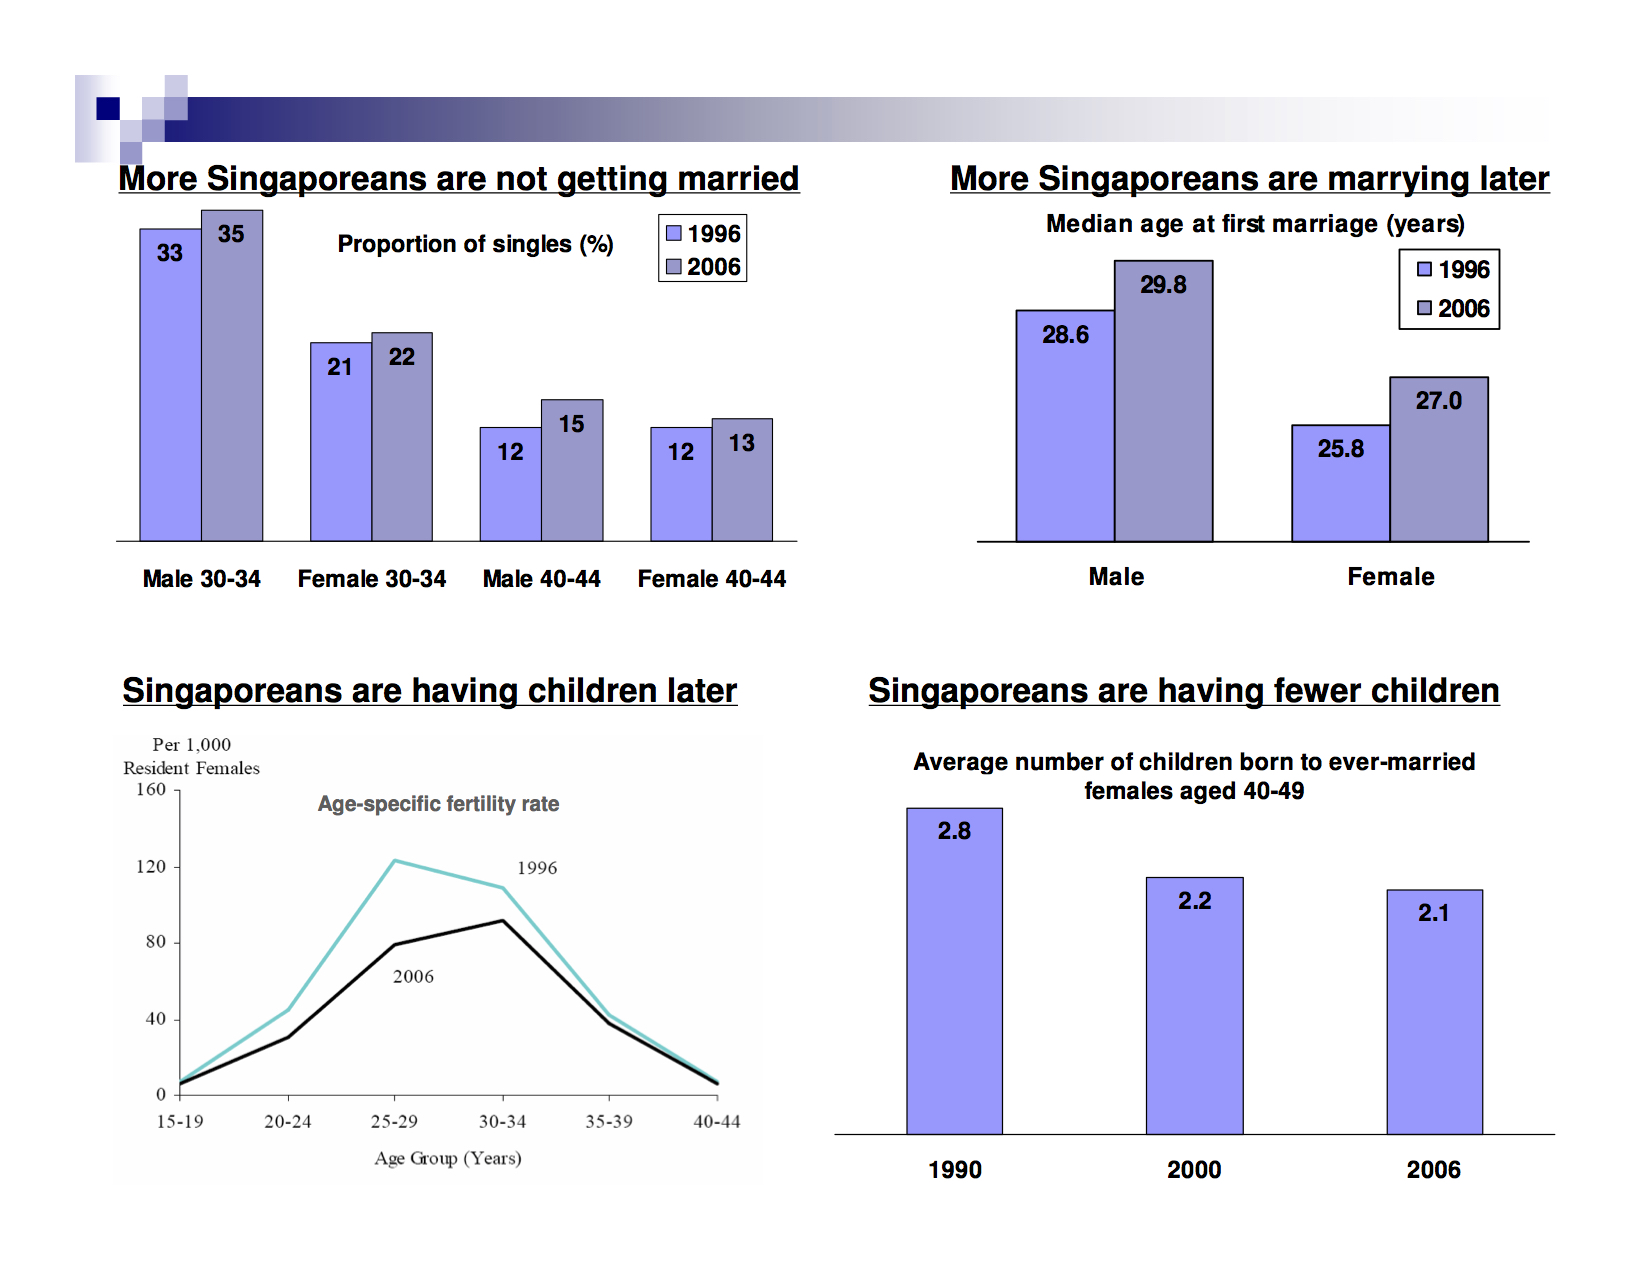 More Singaporeans are not getting married
Proportion of singles (%)
1996
2006
33
35
21
22
12
15
12
13
Male 30-34
Female 30-34
Male 40-44
Female 40-44
More Singaporeans are marrying later
Median age at first marriage (years)
1996
2006
28.6
29.8
25.8
27.0
Male
Female
Singaporeans are having children later
Per 1,000
Resident Females
Age-specific fertility rate
160
120
80
40
0
1996
2006
15-19
20-24
25-29
30-34
35-39
40-44
Age Group (Years)
Singaporeans are having fewer children
Average number of children born to ever-married
females aged 40-49
2.8
2.2
2.1
1990
2000
2006